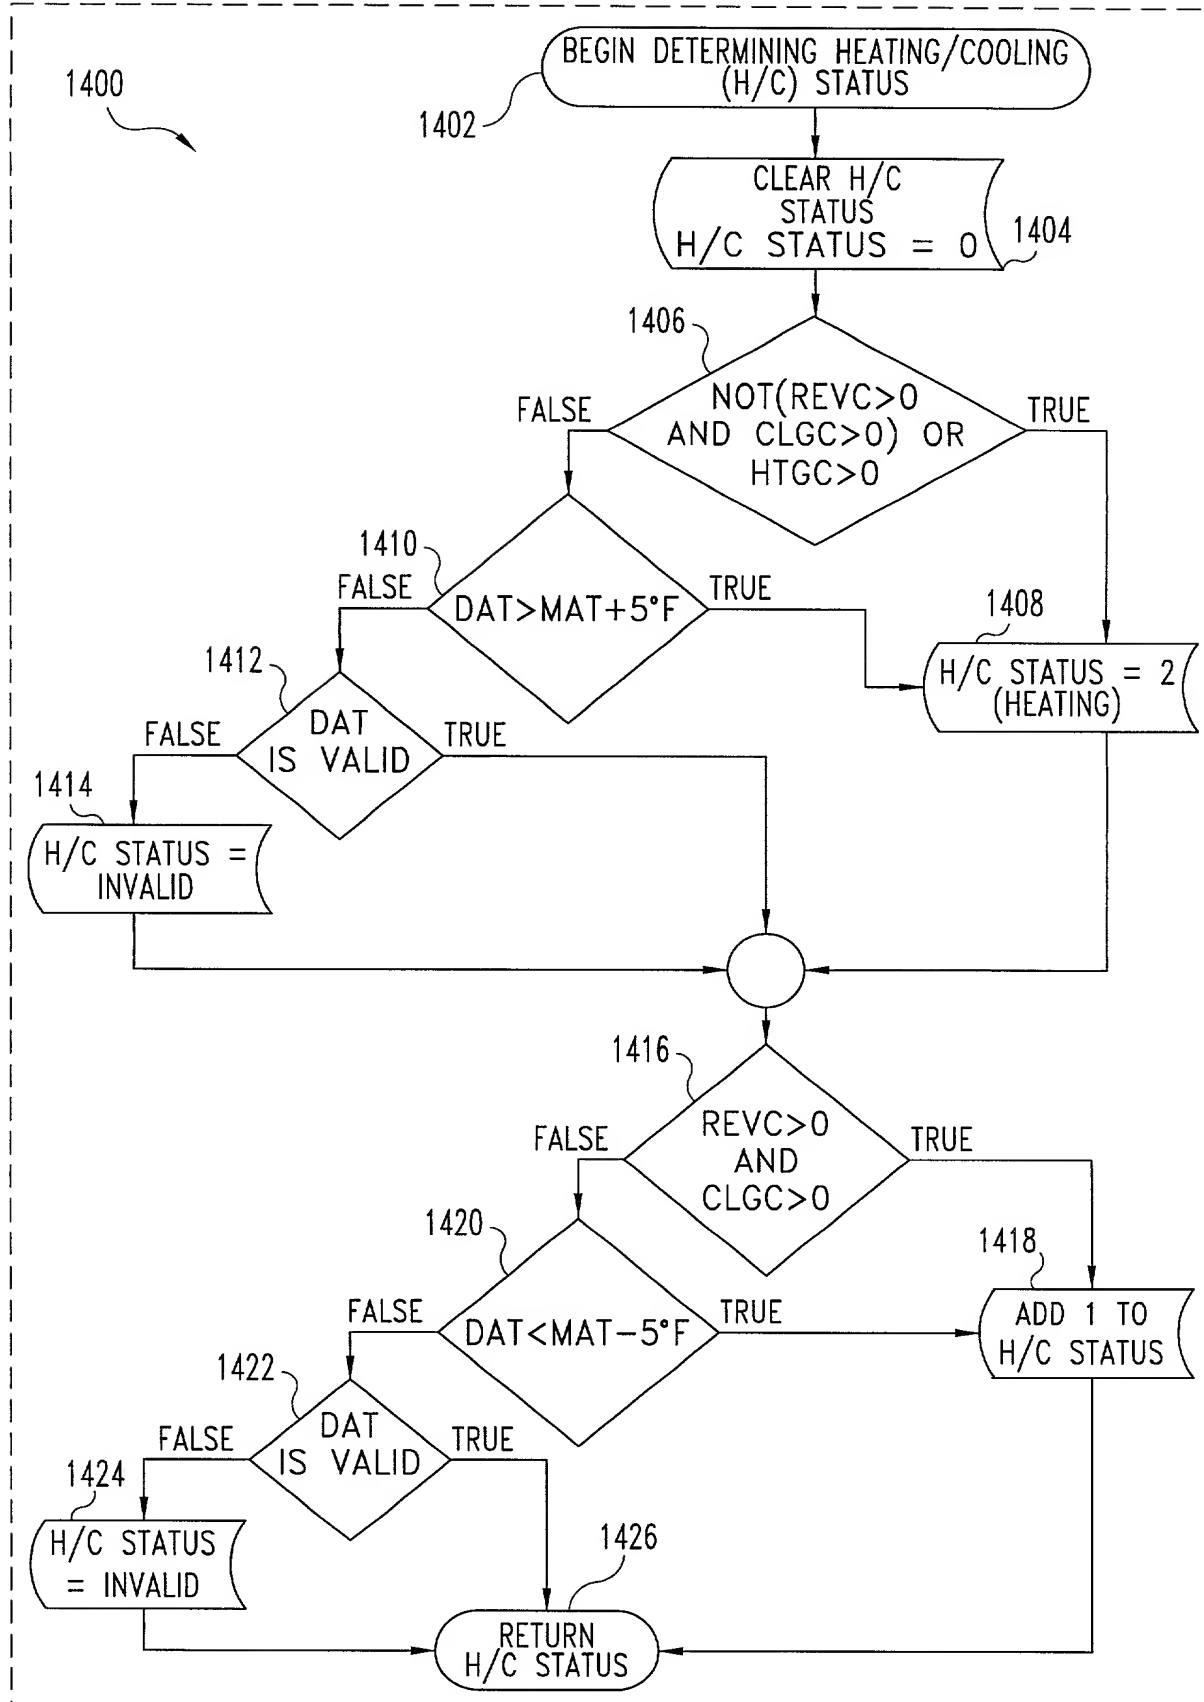 BEGIN DETERMINING HEATING/COOLING
(H/C) STATUS
1400
1402
CLEAR H/C
STATUS
H/C STATUS = 0
1404
1406
NOT(REVC>0
AND CLGC>0) OR
HTGC>0
FALSE
TRUE
1410
DAT>MAT+5°F
FALSE
TRUE
1408
H/C STATUS = 2
(HEATING)
1412
DAT
IS VALID
FALSE
TRUE
1414
H/C STATUS =
INVALID
1416
REVC>0
AND
CLGC>0
FALSE
TRUE
1420
DAT<MAT−5°F
FALSE
TRUE
1418
ADD 1 TO
H/C STATUS
1422
DAT
IS VALID
FALSE
TRUE
1424
H/C STATUS
= INVALID
1426
RETURN
H/C STATUS